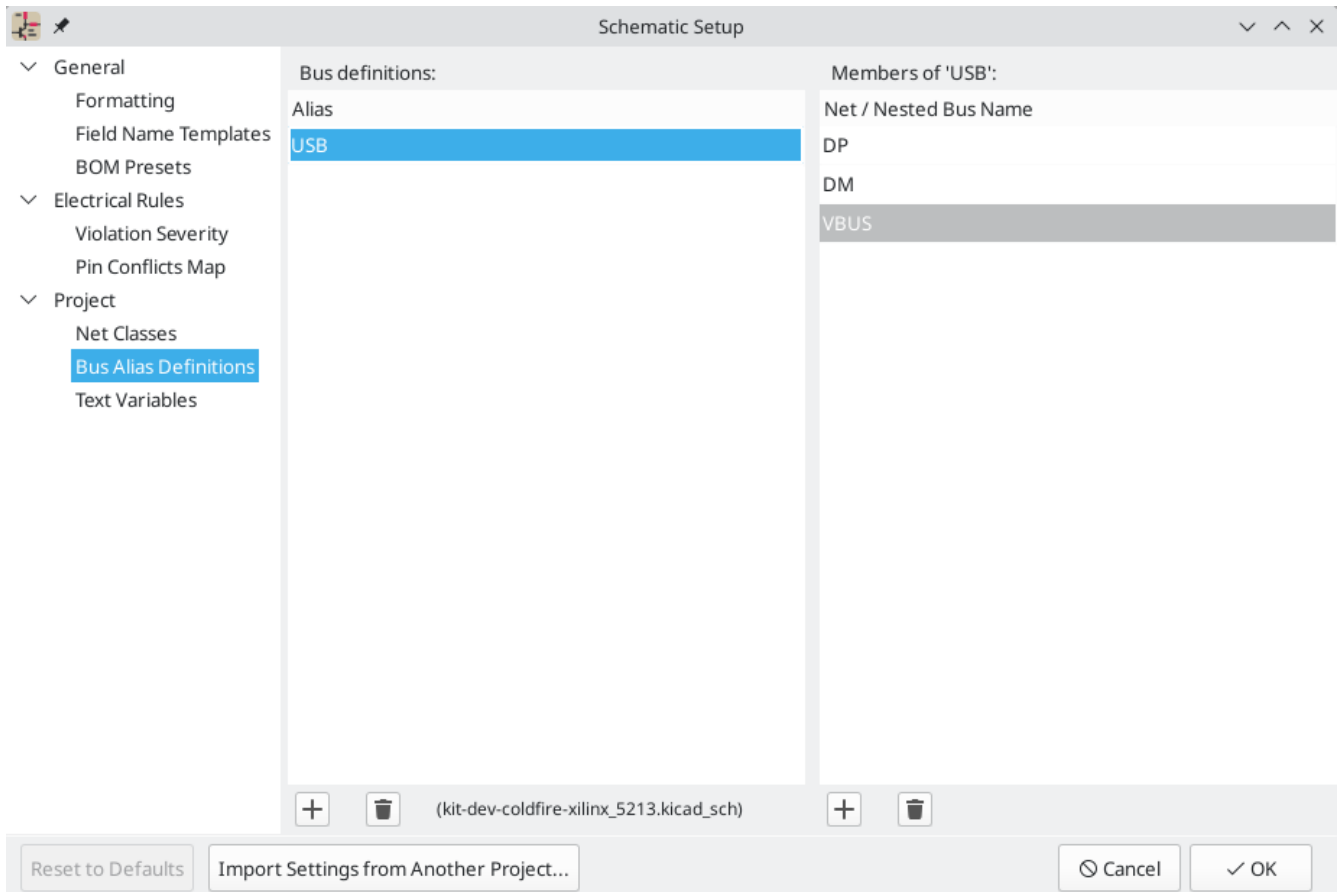 Schematic Setup
General
Formatting
Field Name Templates
BOM Presets
Electrical Rules
Violation Severity
Pin Conflicts Map
Project
Net Classes
Bus Alias Definitions
Text Variables
Bus definitions:
Alias
USB
(kit-dev-coldfire-xilinx_5213.kicad_sch)
Members of 'USB':
Net / Nested Bus Name
DP
DM
VBUS
Reset to Defaults
Import Settings from Another Project...
Cancel
OK